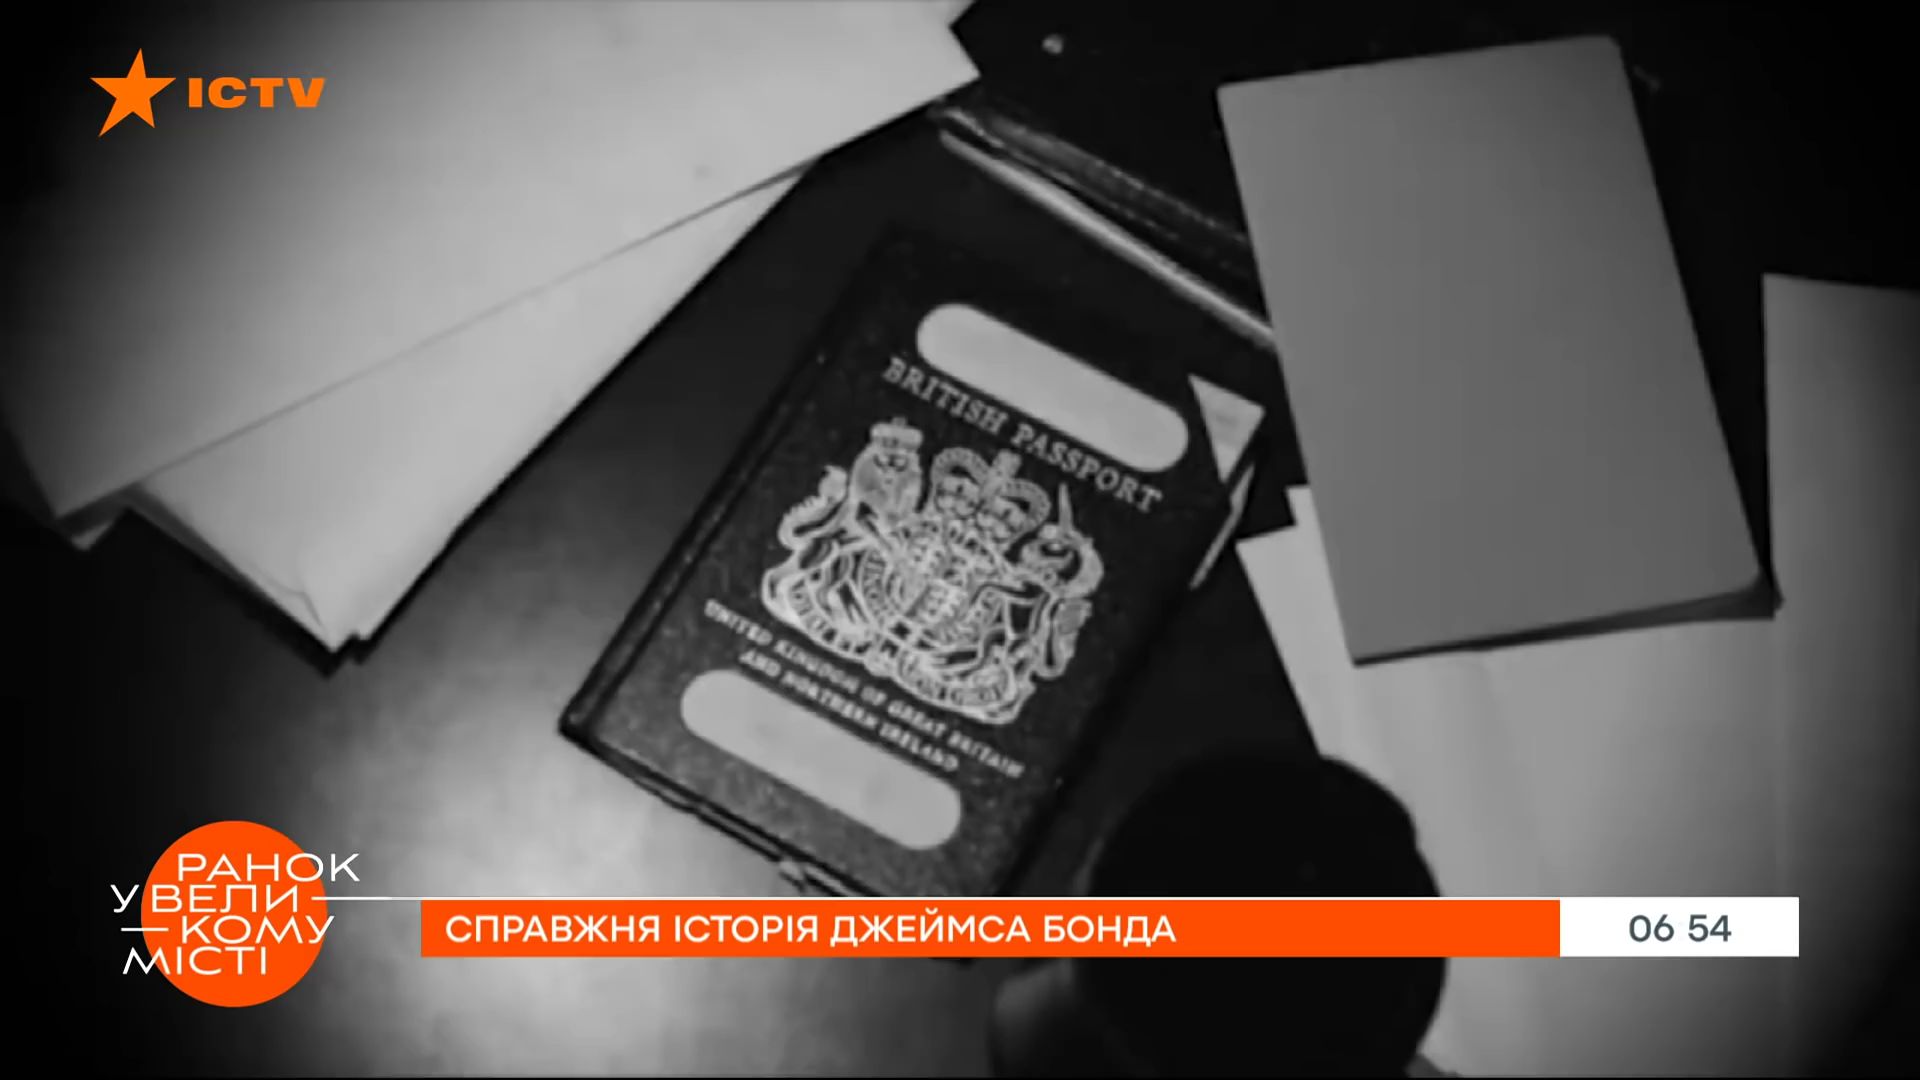 ICTV
BRITISH PASSPORT
UNITED KINGDOM OF GREAT BRITAIN
AND NORTHERN IRELAND
РАНОК
У ВЕЛИ —
— КОМУ
МІСТІ
СПРАВЖНЯ ІСТОРІЯ ДЖЕЙМСА БОНДА
06 54